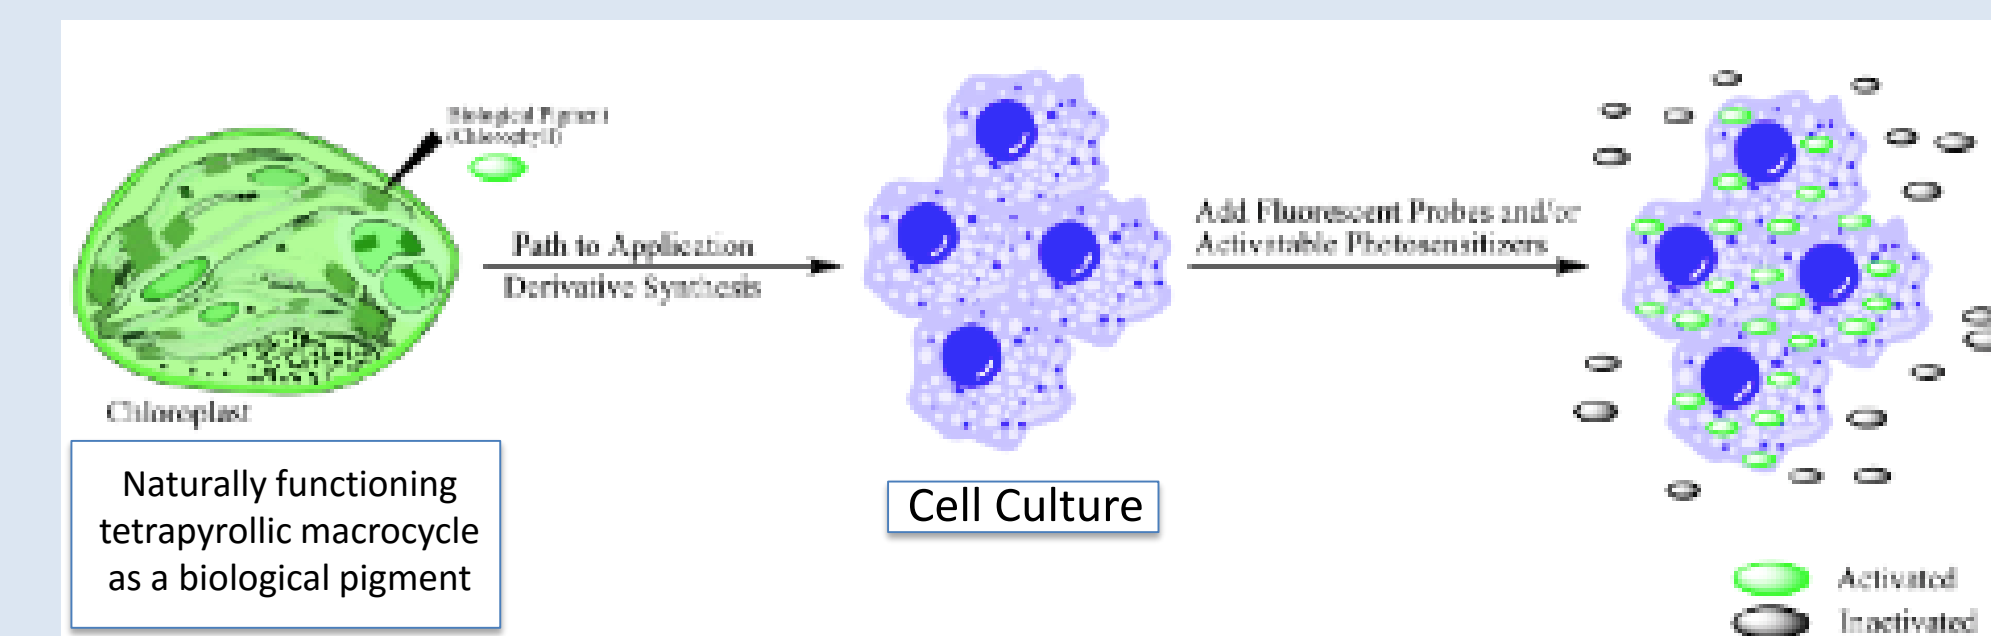 Biological Pigment
(Chlorophyll)
Path to Application
Derivative Synthesis
Add Fluorescent Probes and/or
Activatable Photosensitizers
Chloroplast
Naturally functioning
tetrapyrollic macrocycle
as a biological pigment
Cell Culture
Activated
Inactivated